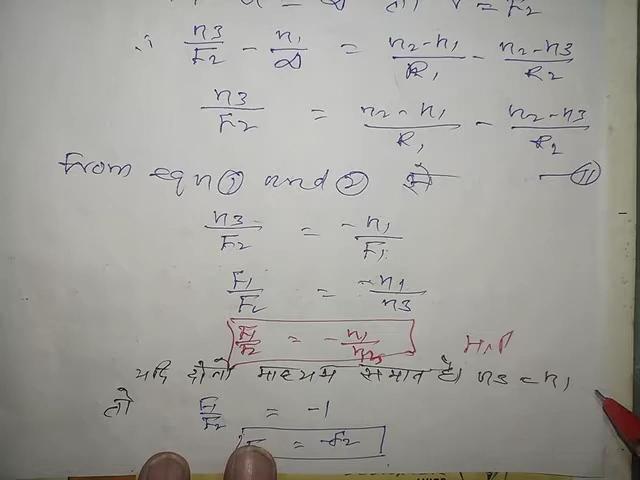 तो V = F2
∴ n3/F2 - n1/∞ = n2-n1/R1 - n2-n3/R2
n3/F2 = n2-n1/R1 - n2-n3/R2
From eqn ① and ② से — ⑪
n3/F2 = -n1/F1
F1/F2 = -n1/n3
F1/F2 = -n1/n3 H.P
यदि दोनों माध्यम समान है। n3 = n1
तो F1/F2 = -1
= -F2